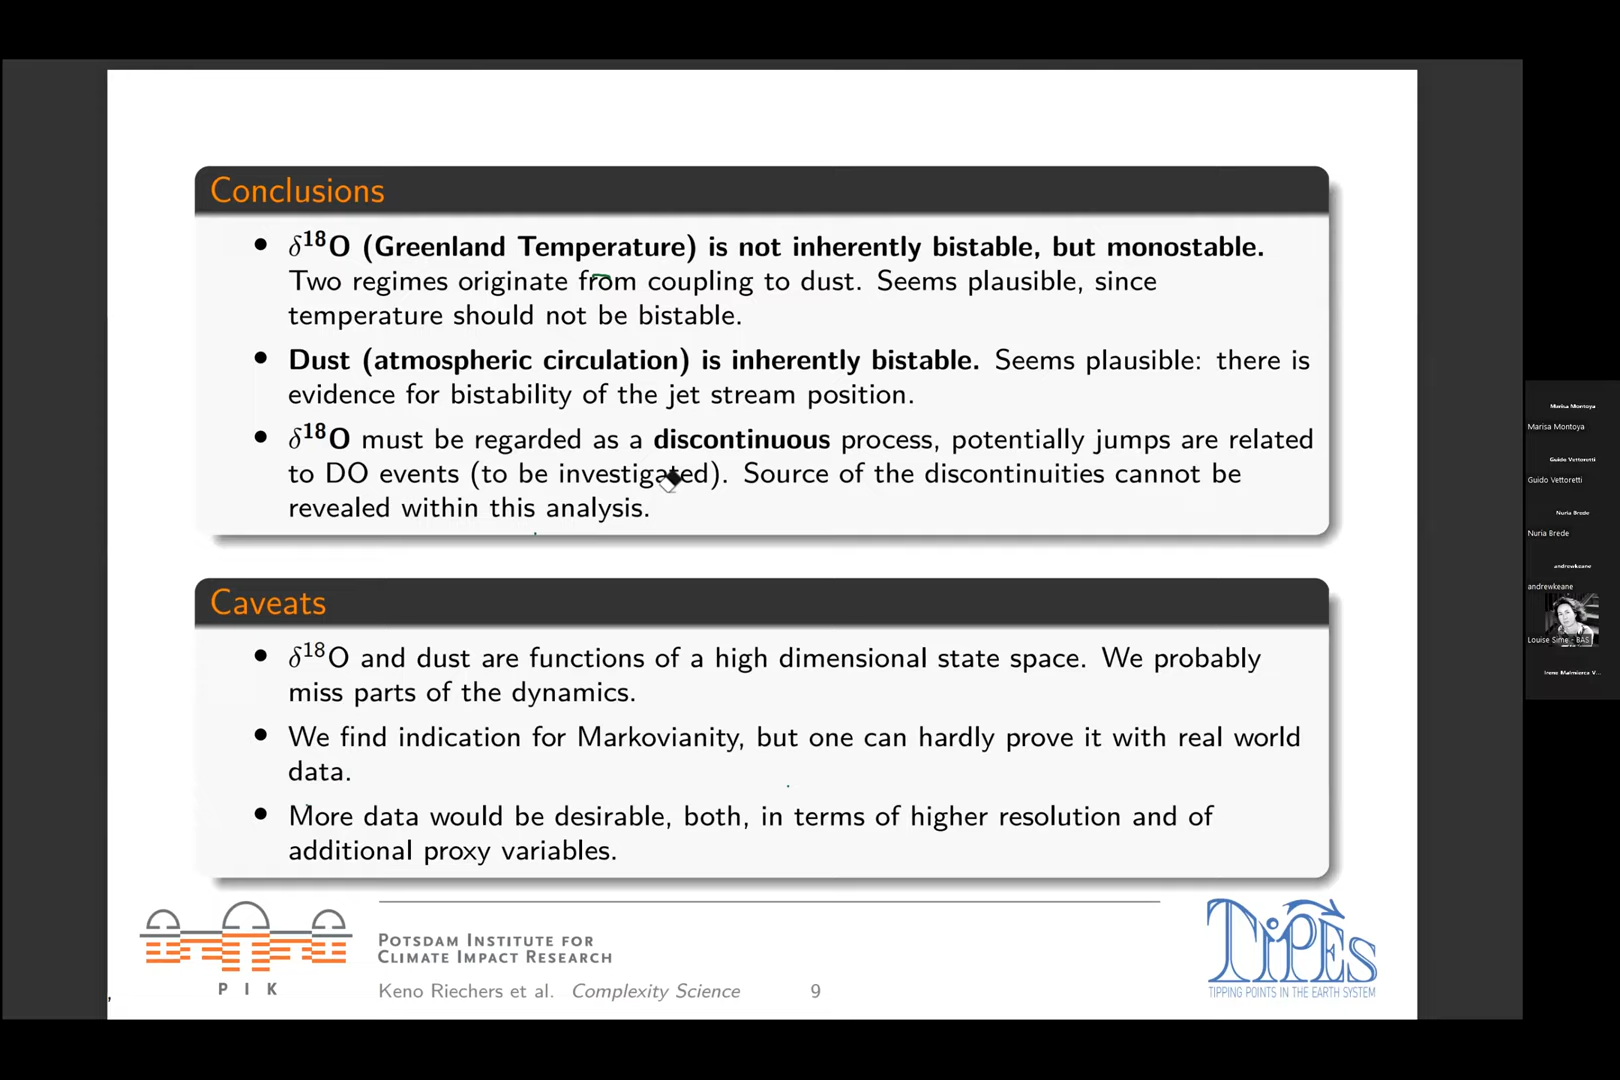 Conclusions
• δ¹⁸O (Greenland Temperature) is not inherently bistable, but monostable.
Two regimes originate from coupling to dust. Seems plausible, since
temperature should not be bistable.
• Dust (atmospheric circulation) is inherently bistable. Seems plausible: there is
evidence for bistability of the jet stream position.
• δ¹⁸O must be regarded as a discontinuous process, potentially jumps are related
to DO events (to be investigated). Source of the discontinuities cannot be
revealed within this analysis.
Caveats
• δ¹⁸O and dust are functions of a high dimensional state space. We probably
miss parts of the dynamics.
• We find indication for Markovianity, but one can hardly prove it with real world
data.
• More data would be desirable, both, in terms of higher resolution and of
additional proxy variables.
PIK
POTSDAM INSTITUTE FOR
CLIMATE IMPACT RESEARCH
Keno Riechers et al. Complexity Science 9
TiPES
TIPPING POINTS IN THE EARTH SYSTEM
Marisa Montoya
Marisa Montoya
Guido Vettoretti
Guido Vettoretti
Nuria Brede
Nuria Brede
andrewkeane
andrewkeane
Louise Sime - BAS
Irene Malmierca V...